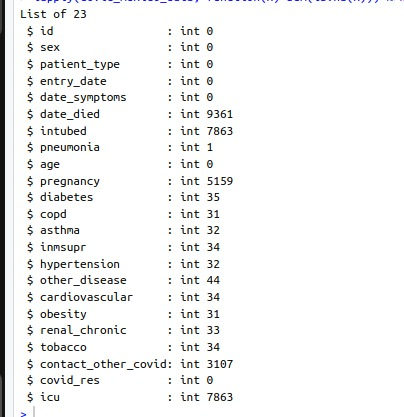 List of 23
$ id : int 0
$ sex : int 0
$ patient_type : int 0
$ entry_date : int 0
$ date_symptoms : int 0
$ date_died : int 9361
$ intubed : int 7863
$ pneumonia : int 1
$ age : int 0
$ pregnancy : int 5159
$ diabetes : int 35
$ copd : int 31
$ asthma : int 32
$ inmsupr : int 34
$ hypertension : int 32
$ other_disease : int 44
$ cardiovascular : int 34
$ obesity : int 31
$ renal_chronic : int 33
$ tobacco : int 34
$ contact_other_covid: int 3107
$ covid_res : int 0
$ icu : int 7863
>